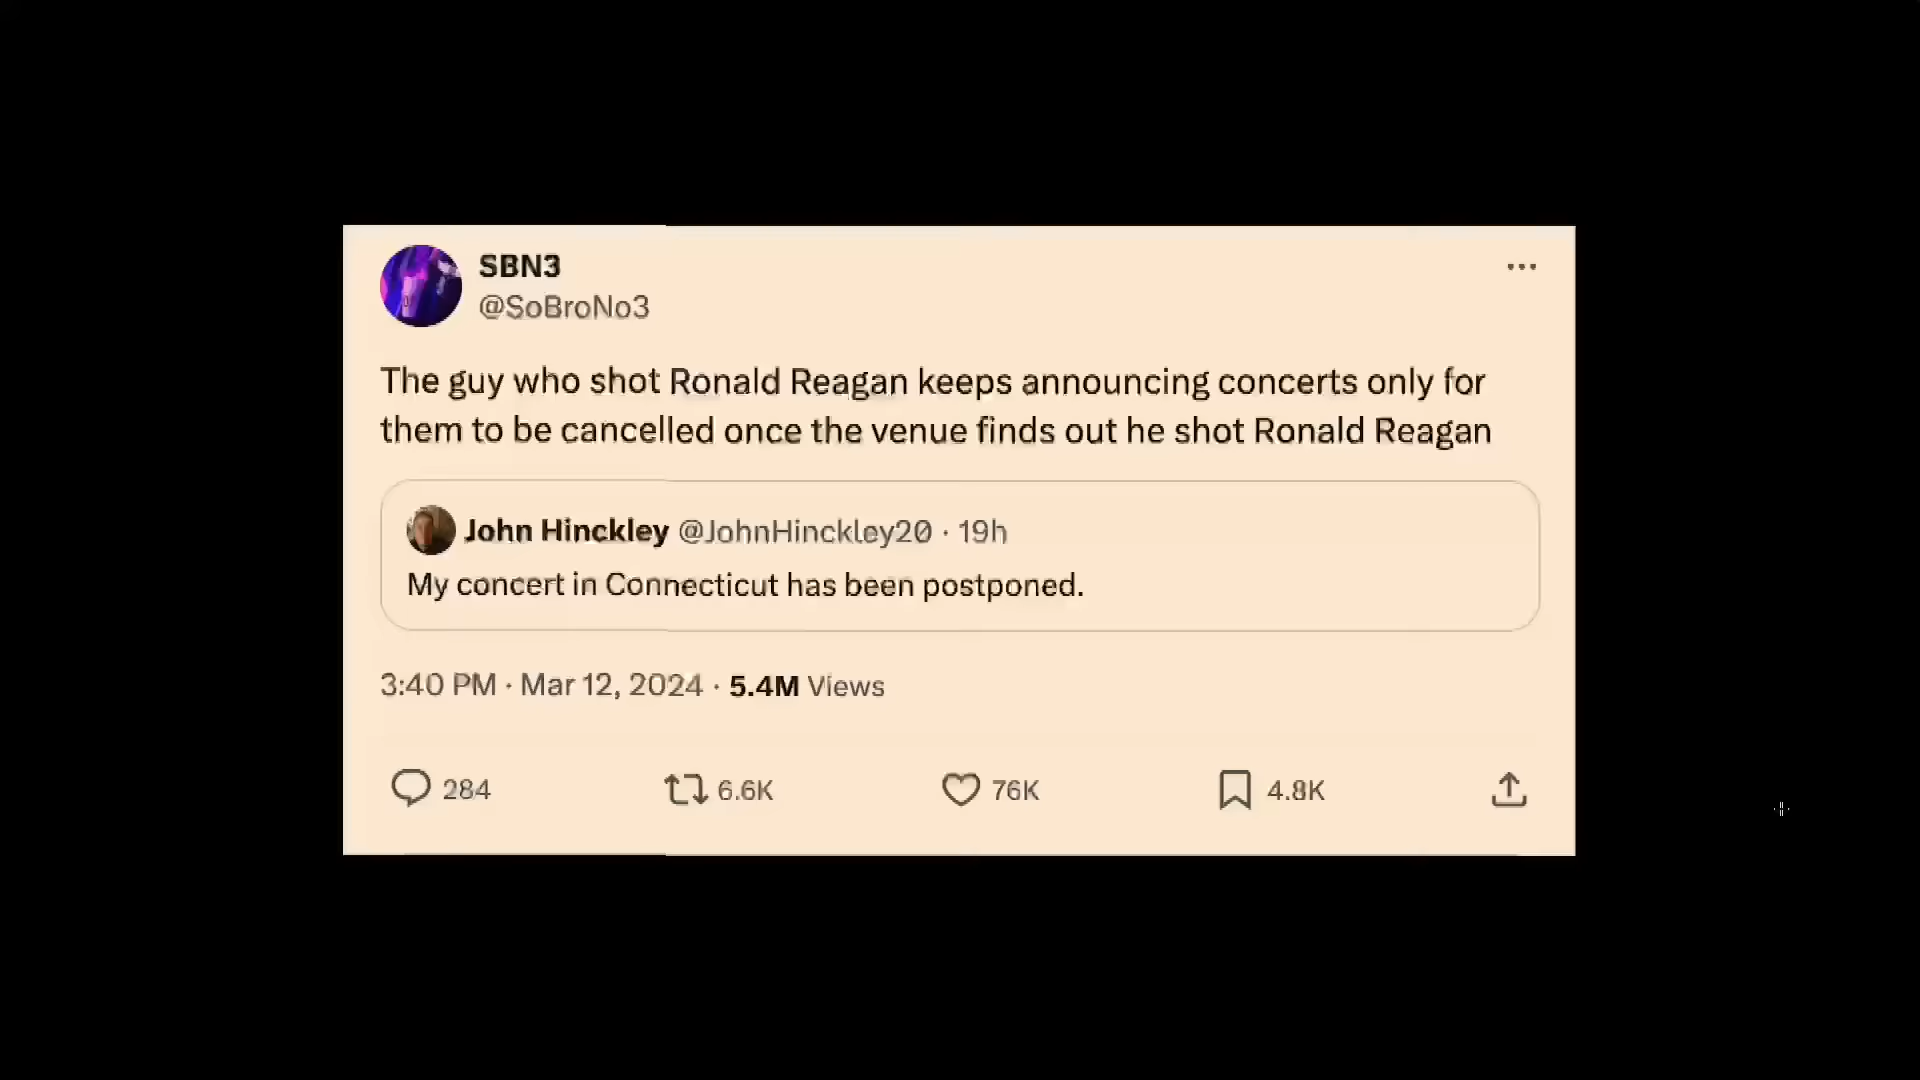 SBN3
@SoBroNo3
The guy who shot Ronald Reagan keeps announcing concerts only for
them to be cancelled once the venue finds out he shot Ronald Reagan
John Hinckley @JohnHinckley20 · 19h
My concert in Connecticut has been postponed.
3:40 PM · Mar 12, 2024 · 5.4M Views
284 6.6K 76K 4.8K